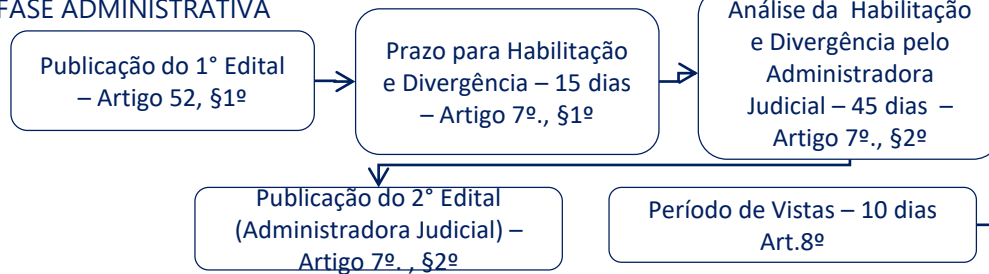 FASE ADMINISTRATIVA
Publicação do 1° Edital
– Artigo 52, §1º
Prazo para Habilitação
e Divergência – 15 dias
– Artigo 7º., §1º
Análise da Habilitação
e Divergência pelo
Administradora
Judicial – 45 dias –
Artigo 7º., §2º
Publicação do 2° Edital
(Administradora Judicial) –
Artigo 7º. , §2º
Período de Vistas – 10 dias
Art.8º